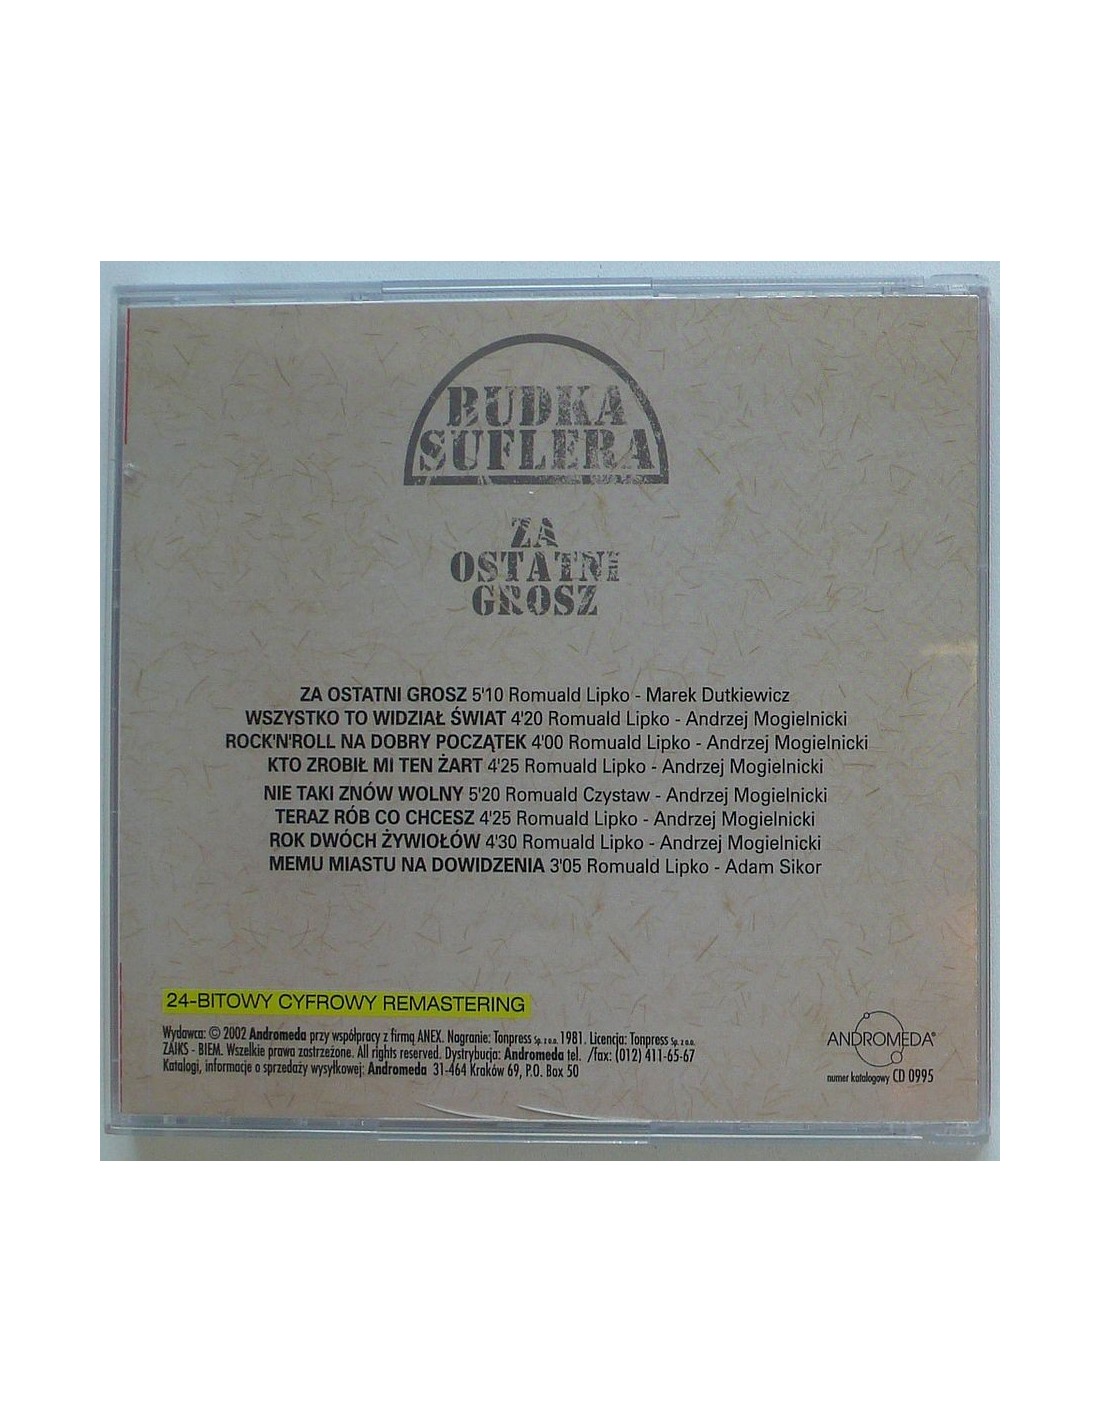 BUDKA
SUFLERA
ZA
OSTATNI
GROSZ
ZA OSTATNI GROSZ 5'10 Romuald Lipko - Marek Dutkiewicz
WSZYSTKO TO WIDZIAŁ ŚWIAT 4'20 Romuald Lipko - Andrzej Mogielnicki
ROCK'N'ROLL NA DOBRY POCZĄTEK 4'00 Romuald Lipko - Andrzej Mogielnicki
KTO ZROBIŁ MI TEN ŻART 4'25 Romuald Lipko - Andrzej Mogielnicki
NIE TAKI ZNÓW WOLNY 5'20 Romuald Czystaw - Andrzej Mogielnicki
TERAZ RÓB CO CHCESZ 4'25 Romuald Lipko - Andrzej Mogielnicki
ROK DWÓCH ŻYWIOŁÓW 4'30 Romuald Lipko - Andrzej Mogielnicki
MEMU MIASTU NA DOWIDZENIA 3'05 Romuald Lipko - Adam Sikor
24-BITOWY CYFROWY REMASTERING
Wydawca: © 2002 Andromeda przy współpracy z firmą ANEX. Nagranie: Tonpress Sp. z o.o. 1981. Licencja: Tonpress Sp. z o.o.
ZAIKS - BIEM. Wszelkie prawa zastrzeżone. All rights reserved. Dystrybucja: Andromeda tel. /fax: (012) 411-65-67
Katalogi, informacje o sprzedaży wysyłkowej: Andromeda 31-464 Kraków 69, P.O. Box 50
ANDROMEDA®
numer katalogowy CD 0995